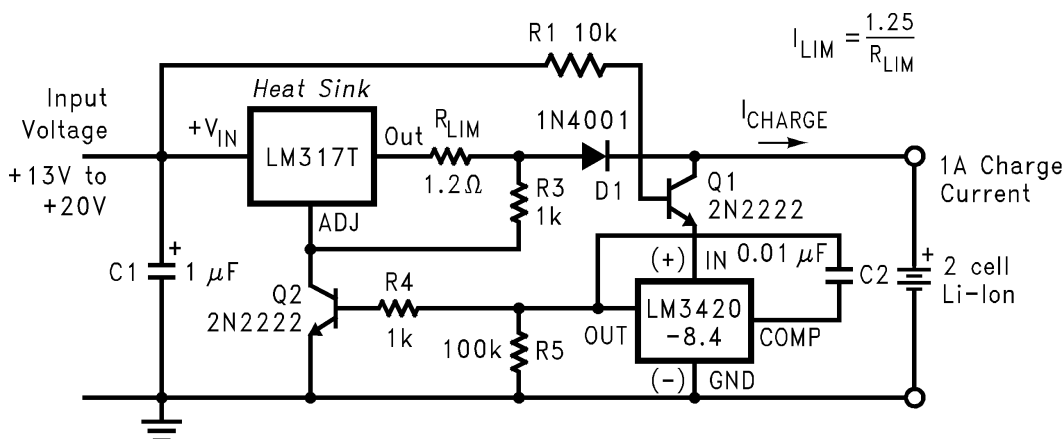 R1 10k
I_LIM = 1.25 / R_LIM
Heat Sink
Input
Voltage
+13V to
+20V
+V_IN
LM317T
Out
R_LIM
1.2Ω
1N4001
D1
I_CHARGE
1A Charge
Current
R3
1k
Q1
2N2222
ADJ
C1
+
1 μF
Q2
2N2222
R4
1k
100k
R5
(+)
IN
0.01 μF
C2
OUT
LM3420
-8.4
COMP
(-)
GND
+
2 cell
Li-Ion